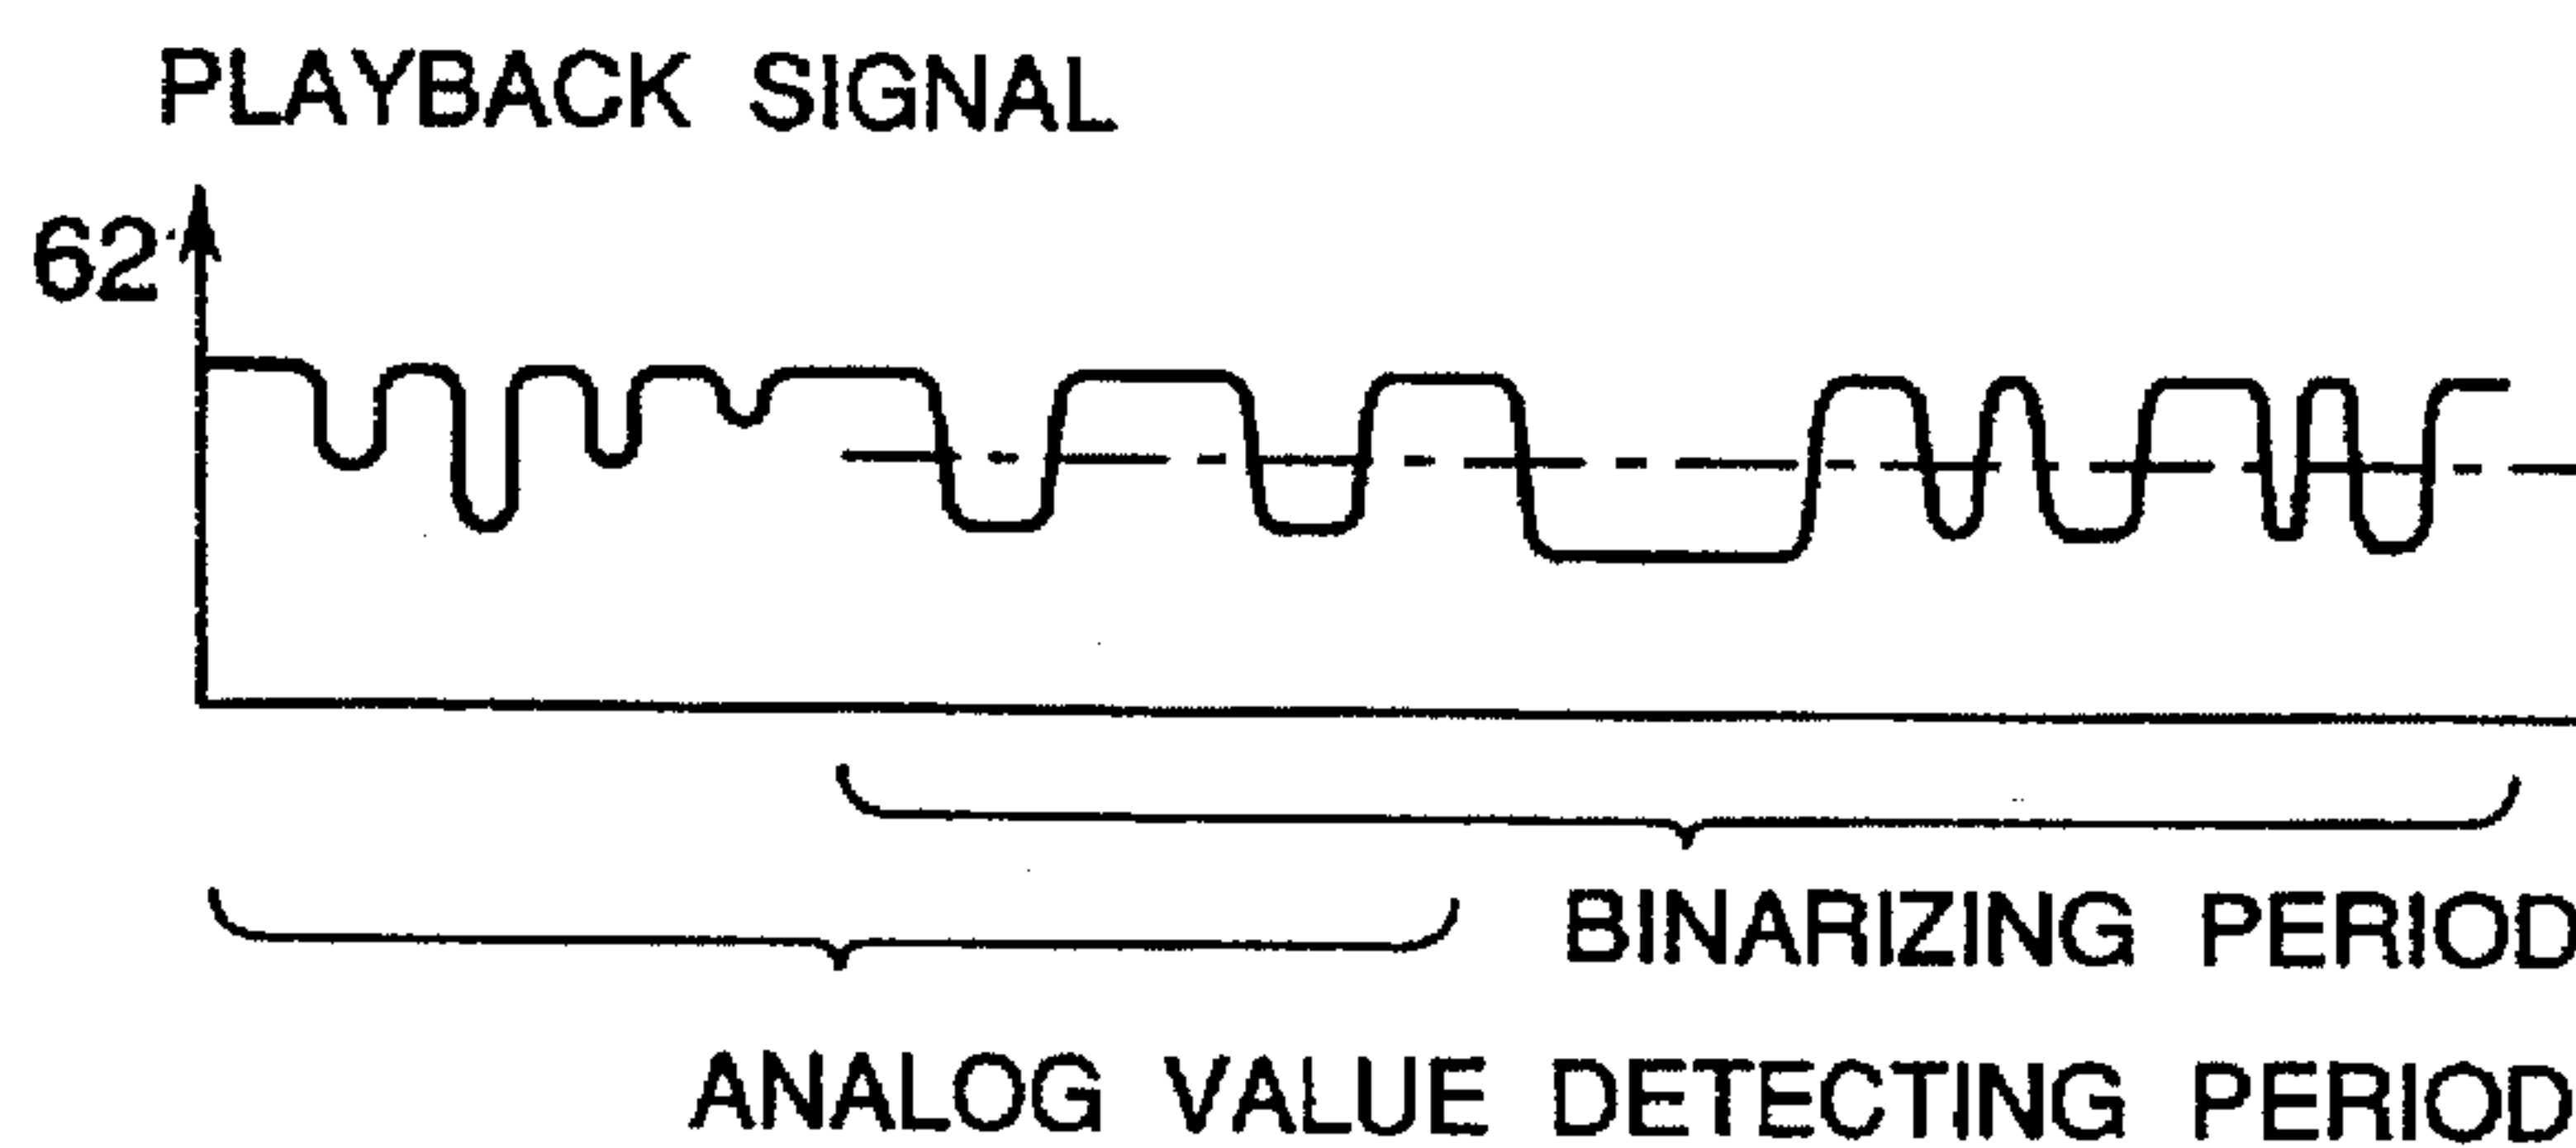 PLAYBACK SIGNAL
62
BINARIZING PERIOD
ANALOG VALUE DETECTING PERIOD